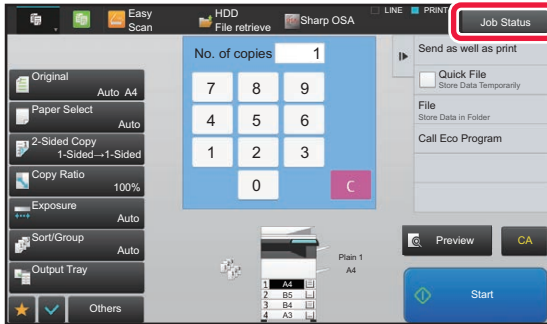 Easy
Scan
HDD
File retrieve
Sharp OSA
LINE
PRINT
Job Status
No. of copies
1
7 8 9
4 5 6
1 2 3
0 C
Original
Auto A4
Paper Select
Auto
2-Sided Copy
1-Sided→1-Sided
Copy Ratio
100%
Exposure
Auto
Sort/Group
Auto
Output Tray
Others
Plain 1
A4
1 A4
2 B5
3 B4
4 A3
Send as well as print
Quick File
Store Data Temporarily
File
Store Data in Folder
Call Eco Program
Preview
CA
Start